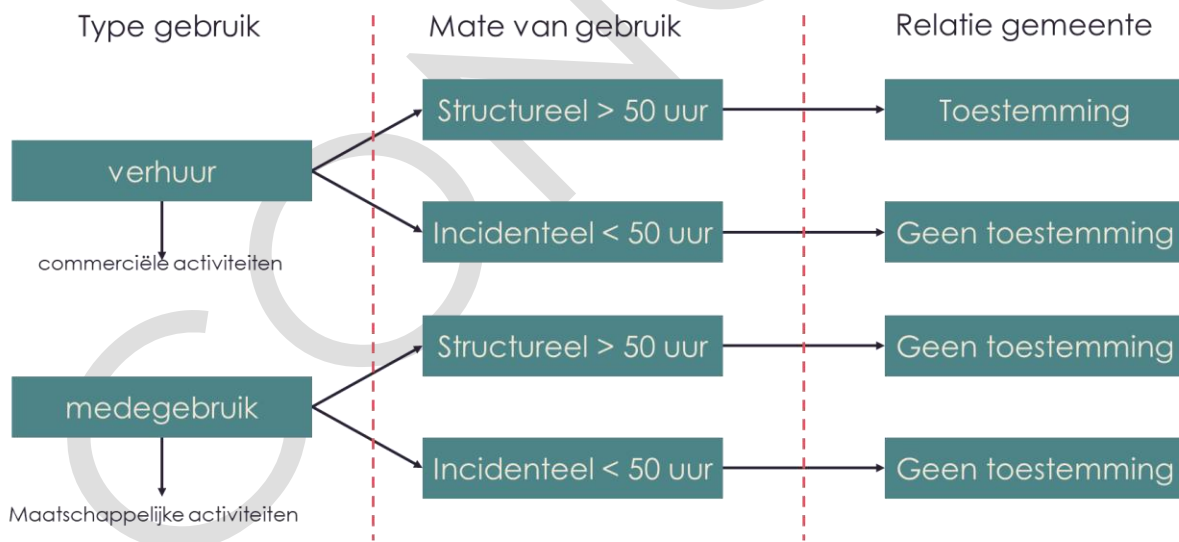 Type gebruik
Mate van gebruik
Relatie gemeente
verhuur
commerciële activiteiten
Structureel > 50 uur
Toestemming
Incidenteel < 50 uur
Geen toestemming
medegebruik
Maatschappelijke activiteiten
Structureel > 50 uur
Geen toestemming
Incidenteel < 50 uur
Geen toestemming